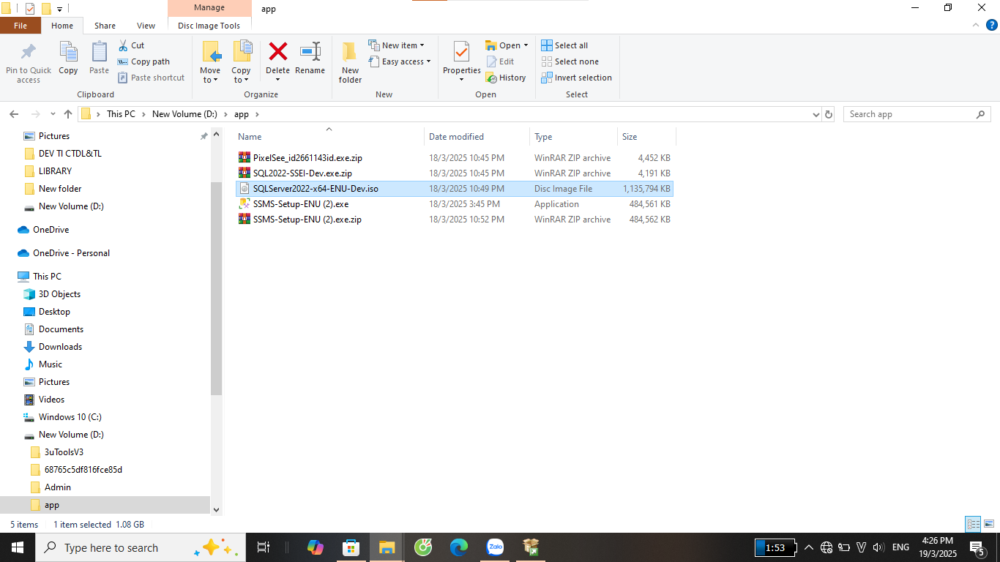 Manage
app
File
Home
Share
View
Disc Image Tools
Pin to Quick access
Copy
Paste
Cut
Copy path
Paste shortcut
Clipboard
Move to
Copy to
Delete
Rename
Organize
New folder
New item
Easy access
New
Properties
Open
Edit
History
Open
Select all
Select none
Invert selection
Select
This PC > New Volume (D:) > app >
Search app
Pictures
DEV TI CTDL&TL
LIBRARY
New folder
New Volume (D:)
OneDrive
OneDrive - Personal
This PC
3D Objects
Desktop
Documents
Downloads
Music
Pictures
Videos
Windows 10 (C:)
New Volume (D:)
3uToolsV3
68765c5df816fce85d
Admin
app
Name Date modified Type Size
PixelSee_id2661143id.exe.zip 18/3/2025 10:45 PM WinRAR ZIP archive 4,452 KB
SQL2022-SSEI-Dev.exe.zip 18/3/2025 10:45 PM WinRAR ZIP archive 4,191 KB
SQLServer2022-x64-ENU-Dev.iso 18/3/2025 10:49 PM Disc Image File 1,135,794 KB
SSMS-Setup-ENU (2).exe 18/3/2025 3:45 PM Application 484,561 KB
SSMS-Setup-ENU (2).exe.zip 18/3/2025 10:52 PM WinRAR ZIP archive 484,562 KB
5 items 1 item selected 1.08 GB
Type here to search
Zalo
1:53
ENG
4:26 PM
19/3/2025
5